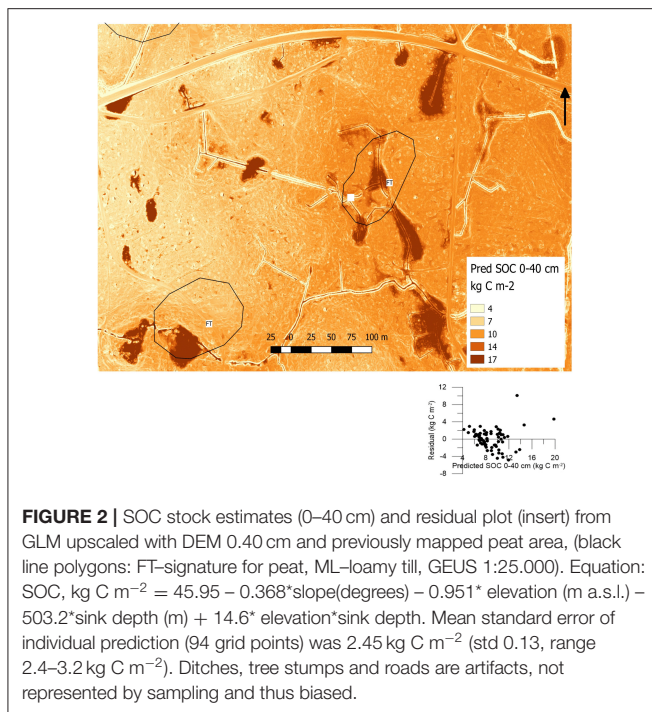 FT
FT
Pred SOC 0-40 cm
kg C m-2
4
7
10
14
17
25 0 25 50 75 100 m
12
8
4
0
-4
-8
Residual (kg C m-2)
4 8 12 16 20
Predicted SOC 0-40 cm (kg C m-2)
FIGURE 2 | SOC stock estimates (0–40 cm) and residual plot (insert) from
GLM upscaled with DEM 0.40 cm and previously mapped peat area, (black
line polygons: FT–signature for peat, ML–loamy till, GEUS 1:25.000). Equation:
SOC, kg C m−2 = 45.95 – 0.368*slope(degrees) – 0.951* elevation (m a.s.l.) –
503.2*sink depth (m) + 14.6* elevation*sink depth. Mean standard error of
individual prediction (94 grid points) was 2.45 kg C m−2 (std 0.13, range
2.4–3.2 kg C m−2). Ditches, tree stumps and roads are artifacts, not
represented by sampling and thus biased.